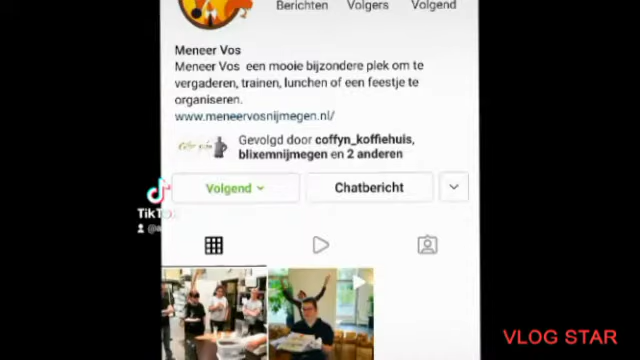 Berichten Volgers Volgend
Meneer Vos
Meneer Vos een mooie bijzondere plek om te
vergaderen, trainen, lunchen of een feestje te
organiseren.
www.meneervosnijmegen.nl/
Gevolgd door coffyn_koffiehuis,
blixemnijmegen en 2 anderen
Volgend Chatbericht
TikTok
VLOG STAR